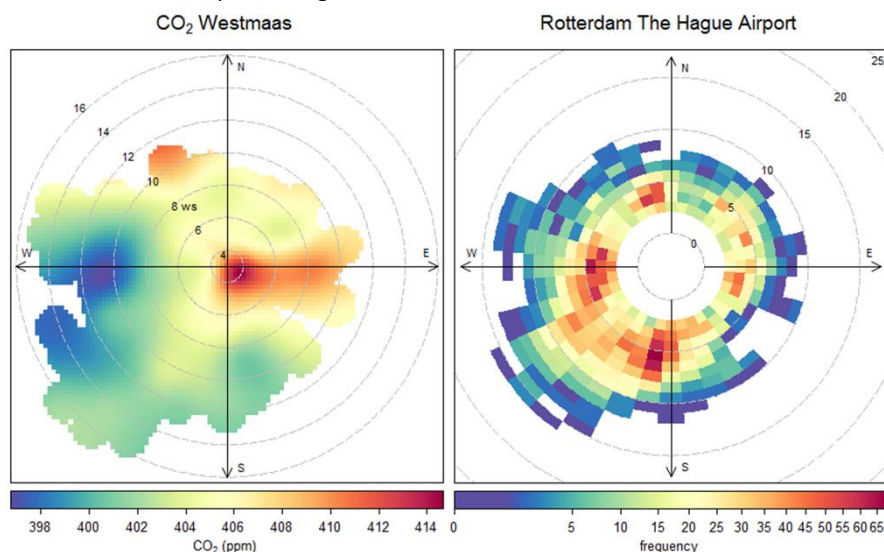 CO₂ Westmaas
Rotterdam The Hague Airport
N
16
14
12
10
8 ws
6
4
W
E
S
398 400 402 404 406 408 410 412 414
CO₂ (ppm)
25
N
20
15
10
5
0
W
E
S
0 5 10 15 20 25 30 35 40 45 50 55 60 65
frequency